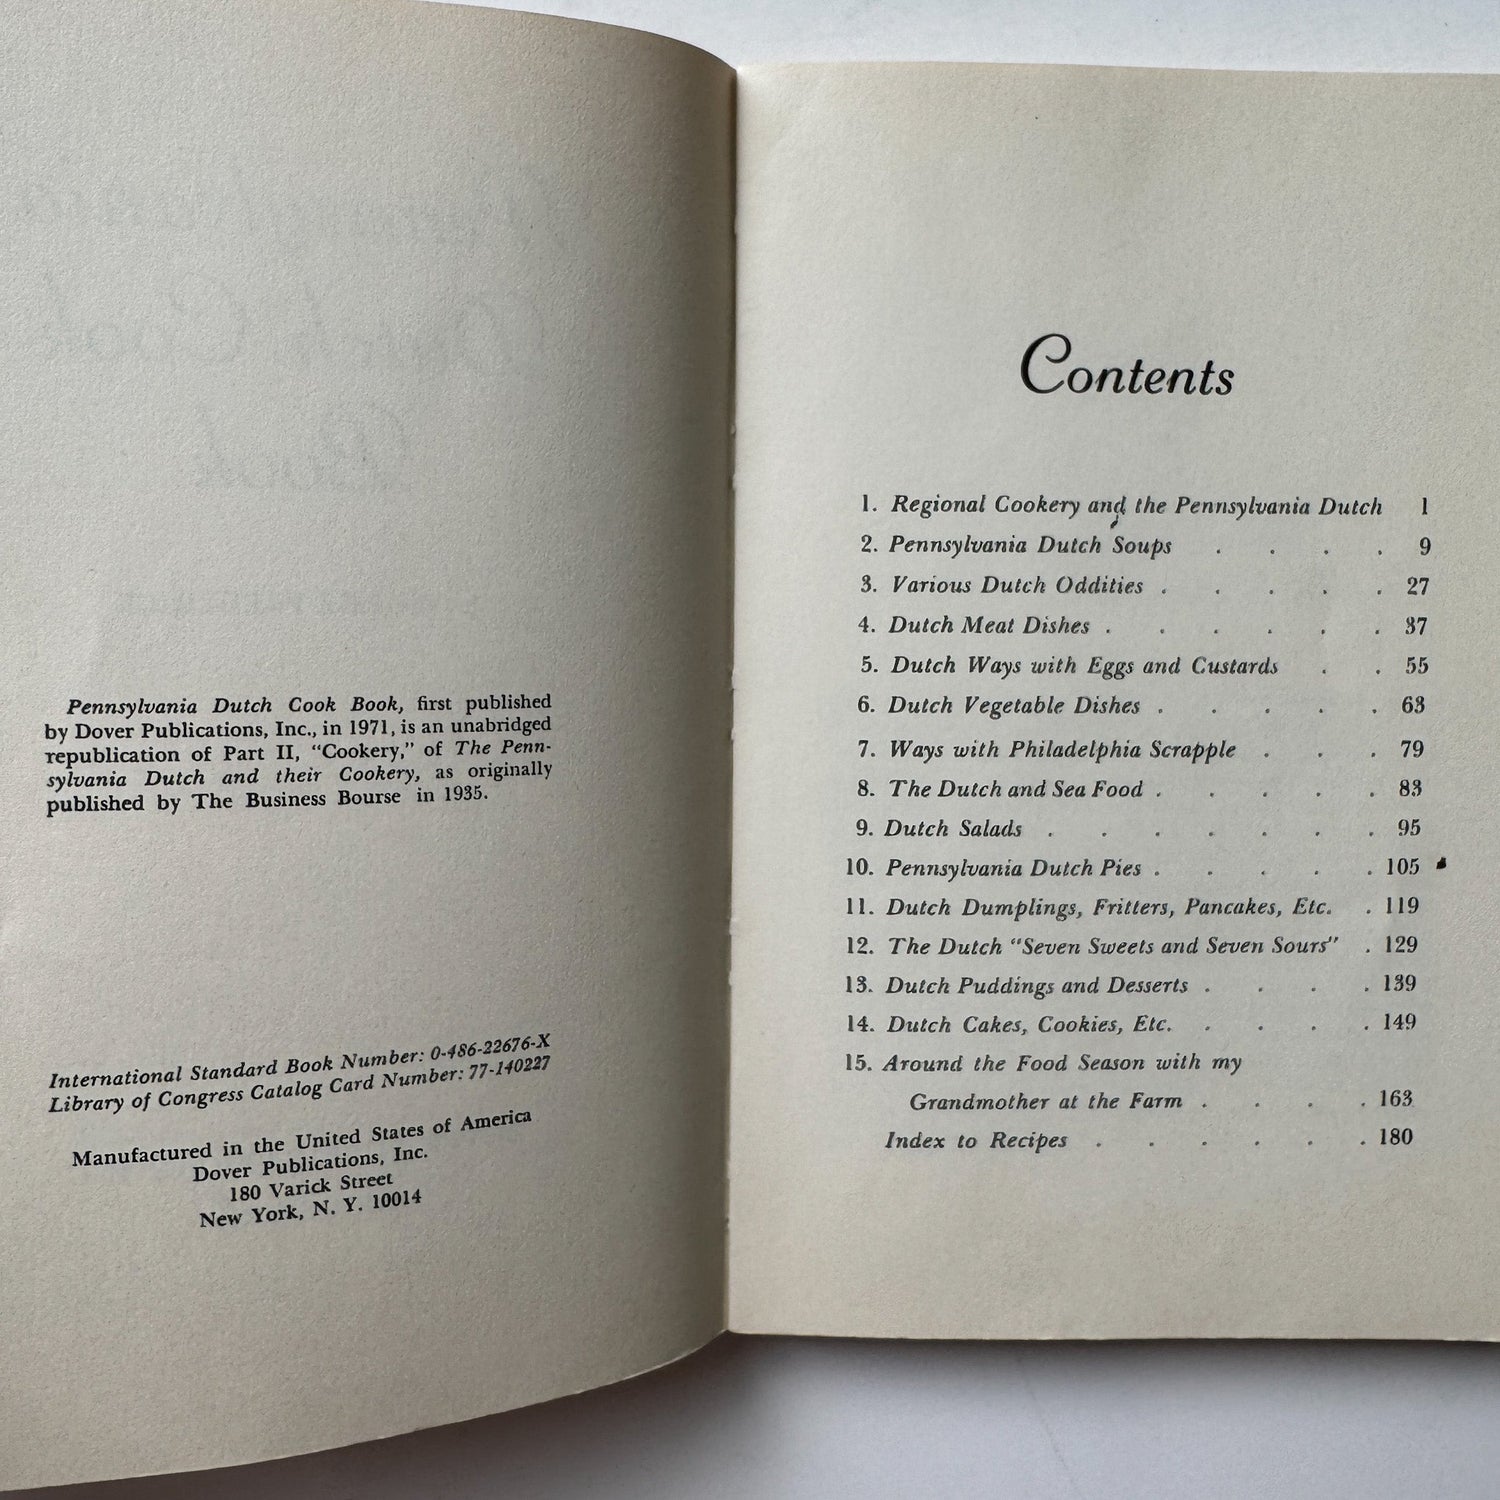 Pennsylvania Dutch Cook Book, first published
by Dover Publications, Inc., in 1971, is an unabridged
republication of Part II, "Cookery," of The Penn-
sylvania Dutch and their Cookery, as originally
published by The Business Bourse in 1935.
International Standard Book Number: 0-486-22676-X
Library of Congress Catalog Card Number: 77-140227
Manufactured in the United States of America
Dover Publications, Inc.
180 Varick Street
New York, N. Y. 10014
Contents
1. Regional Cookery and the Pennsylvania Dutch 1
2. Pennsylvania Dutch Soups . . . . 9
3. Various Dutch Oddities . . . . . 27
4. Dutch Meat Dishes . . . . . . 37
5. Dutch Ways with Eggs and Custards . . 55
6. Dutch Vegetable Dishes . . . . . 63
7. Ways with Philadelphia Scrapple . . . 79
8. The Dutch and Sea Food . . . . . 83
9. Dutch Salads . . . . . . . 95
10. Pennsylvania Dutch Pies . . . . . 105
11. Dutch Dumplings, Fritters, Pancakes, Etc. . 119
12. The Dutch "Seven Sweets and Seven Sours" . 129
13. Dutch Puddings and Desserts . . . . 139
14. Dutch Cakes, Cookies, Etc. . . . . 149
15. Around the Food Season with my
Grandmother at the Farm . . . . 163
Index to Recipes . . . . . . 180